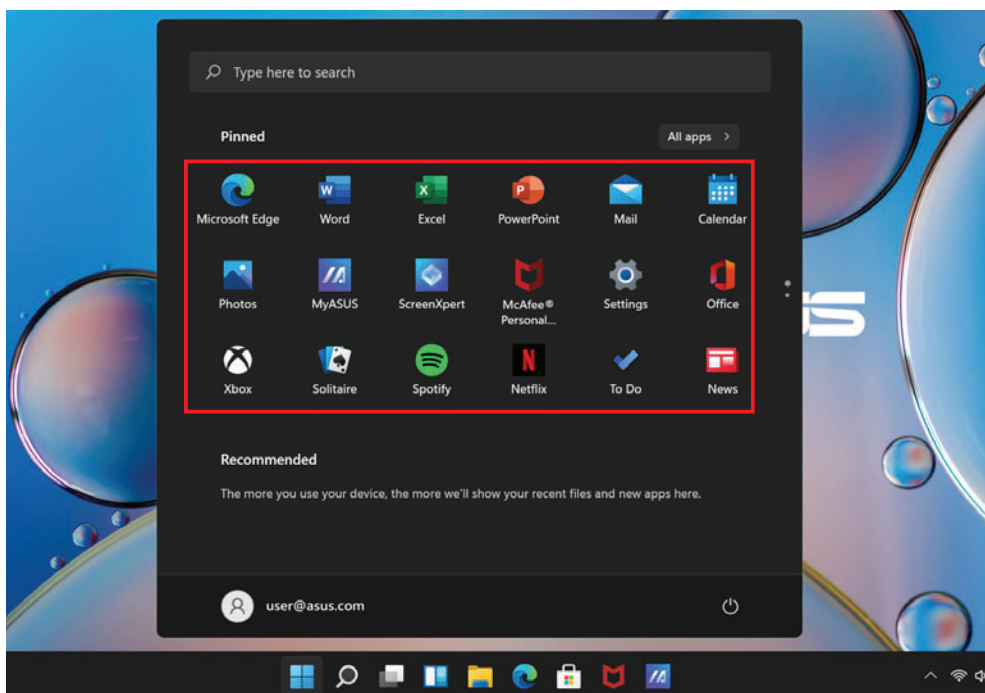 Type here to search
Pinned
All apps >
Microsoft Edge Word Excel PowerPoint Mail Calendar
Photos MyASUS ScreenXpert McAfee® Personal... Settings Office
Xbox Solitaire Spotify Netflix To Do News
Recommended
The more you use your device, the more we'll show your recent files and new apps here.
user@asus.com